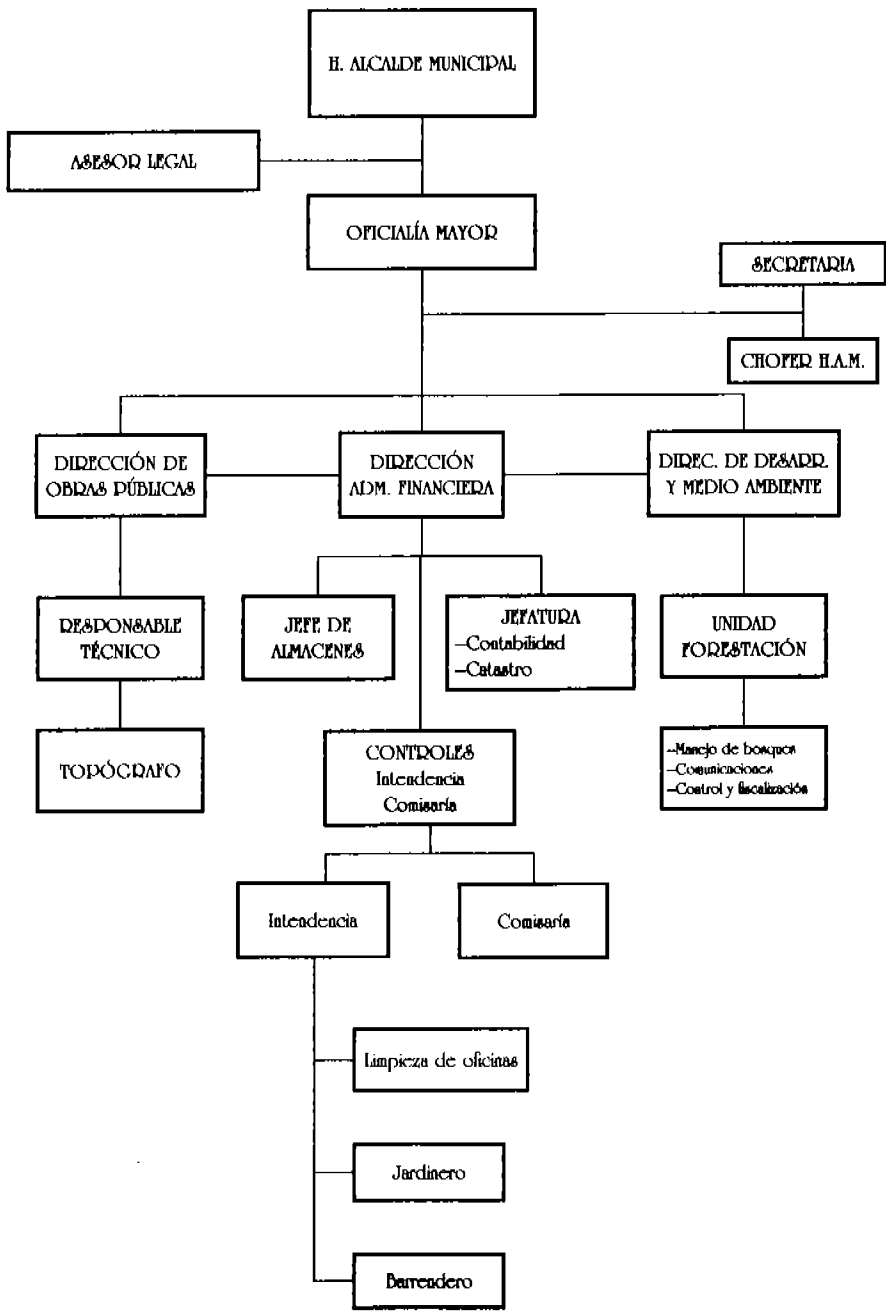 H. ALCALDE MUNICIPAL
ASESOR LEGAL
OFICIALÍA MAYOR
SECRETARIA
CHOFER H.A.M.
DIRECCIÓN DE
OBRAS PÚBLICAS
DIRECCIÓN
ADM. FINANCIERA
DIREC. DE DESARR.
Y MEDIO AMBIENTE
RESPONSABLE
TÉCNICO
JEFE DE
ALMACENES
JEFATURA
–Contabilidad
–Catastro
UNIDAD
FORESTACIÓN
TOPÓGRAFO
CONTROLES
Intendencia
Comisaría
–Manejo de bosques
–Comunicaciones
–Control y fiscalización
Intendencia
Comisaría
Limpieza de oficinas
Jardinero
Barrendero